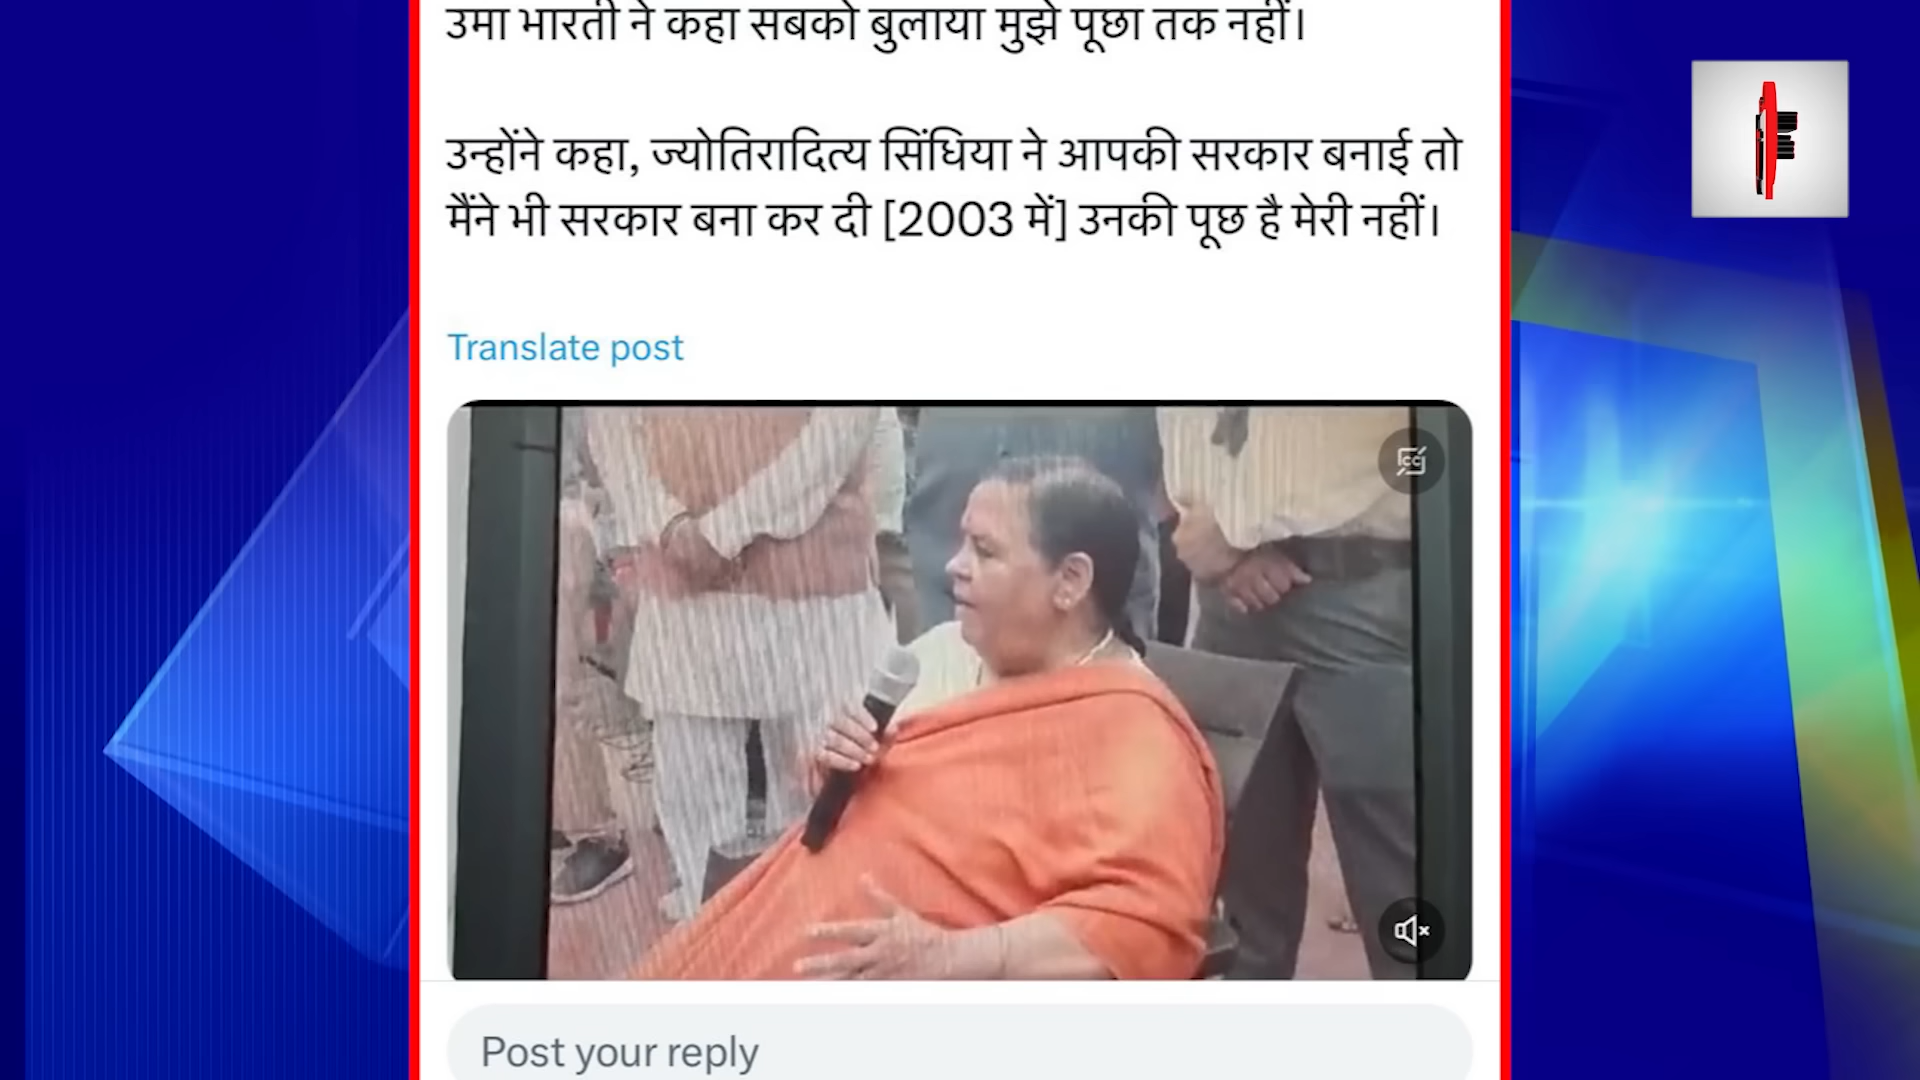 उमा भारती ने कहा सबको बुलाया मुझे पूछा तक नहीं।
उन्होंने कहा, ज्योतिरादित्य सिंधिया ने आपकी सरकार बनाई तो
मैंने भी सरकार बना कर दी [2003 में] उनकी पूछ है मेरी नहीं।
Translate post
CC
Post your reply